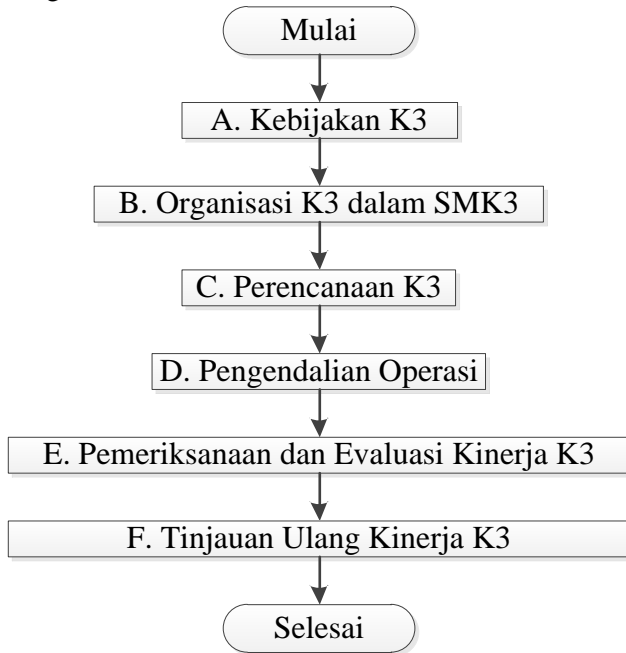 Mulai
A. Kebijakan K3
B. Organisasi K3 dalam SMK3
C. Perencanaan K3
D. Pengendalian Operasi
E. Pemeriksanaan dan Evaluasi Kinerja K3
F. Tinjauan Ulang Kinerja K3
Selesai